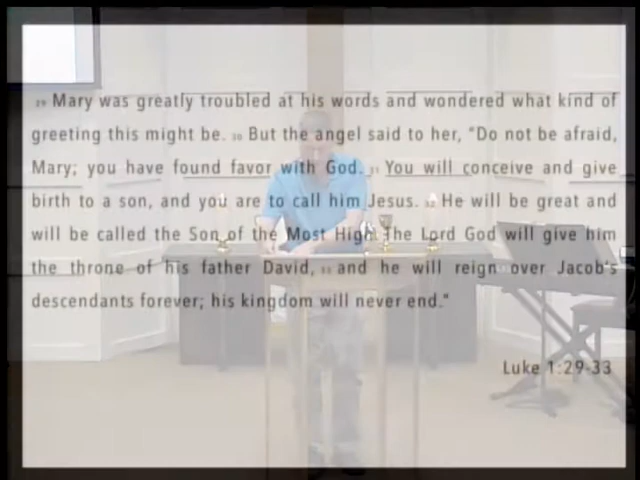 29 Mary was greatly troubled at his words and wondered what kind of
greeting this might be. 30 But the angel said to her, "Do not be afraid,
Mary; you have found favor with God. 31 You will conceive and give
birth to a son, and you are to call him Jesus. 32 He will be great and
will be called the Son of the Most High. The Lord God will give him
the throne of his father David, 33 and he will reign over Jacob's
descendants forever; his kingdom will never end."
Luke 1:29-33